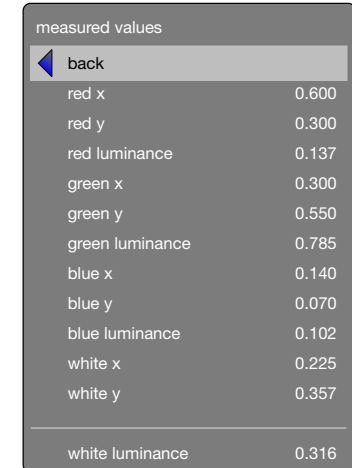 measured values
back
red x 0.600
red y 0.300
red luminance 0.137
green x 0.300
green y 0.550
green luminance 0.785
blue x 0.140
blue y 0.070
blue luminance 0.102
white x 0.225
white y 0.357
white luminance 0.316